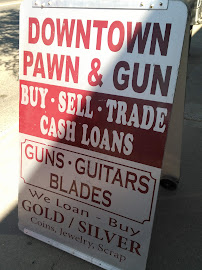 DOWNTOWN
PAWN & GUN
BUY · SELL · TRADE
CASH LOANS
GUNS · GUITARS
BLADES
We Loan - Buy
GOLD / SILVER
Coins, Jewelry, Scrap